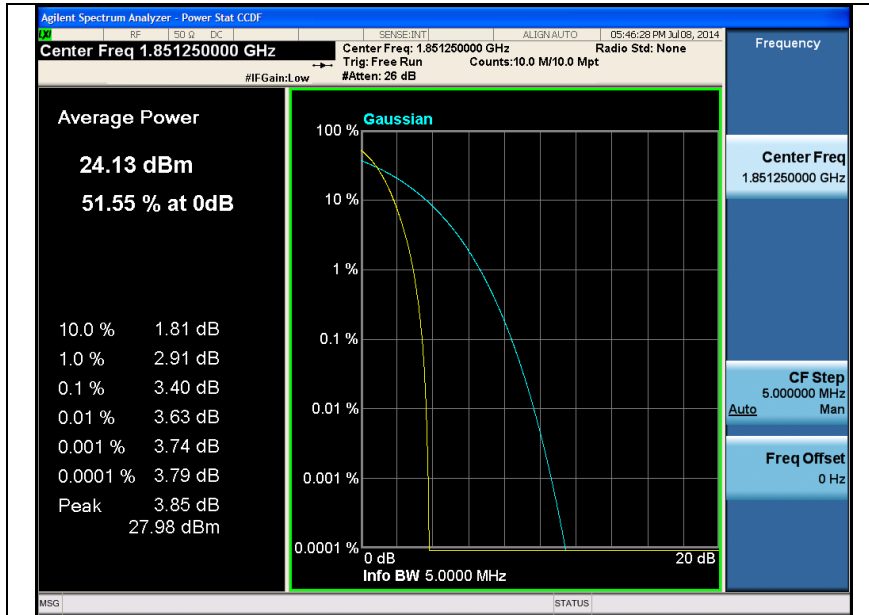 Agilent Spectrum Analyzer - Power Stat CCDF
LXI RF 50 Ω DC SENSE:INT ALIGN AUTO 05:46:28 PM Jul 08, 2014
Center Freq 1.851250000 GHz
Center Freq: 1.851250000 GHz Radio Std: None
Trig: Free Run Counts:10.0 M/10.0 Mpt
#IFGain:Low #Atten: 26 dB
Frequency
Average Power
24.13 dBm
51.55 % at 0dB
10.0 % 1.81 dB
1.0 % 2.91 dB
0.1 % 3.40 dB
0.01 % 3.63 dB
0.001 % 3.74 dB
0.0001 % 3.79 dB
Peak 3.85 dB
27.98 dBm
Gaussian
100 %
10 %
1 %
0.1 %
0.01 %
0.001 %
0.0001 %
0 dB 20 dB
Info BW 5.0000 MHz
Center Freq
1.851250000 GHz
CF Step
5.000000 MHz
Auto Man
Freq Offset
0 Hz
MSG STATUS